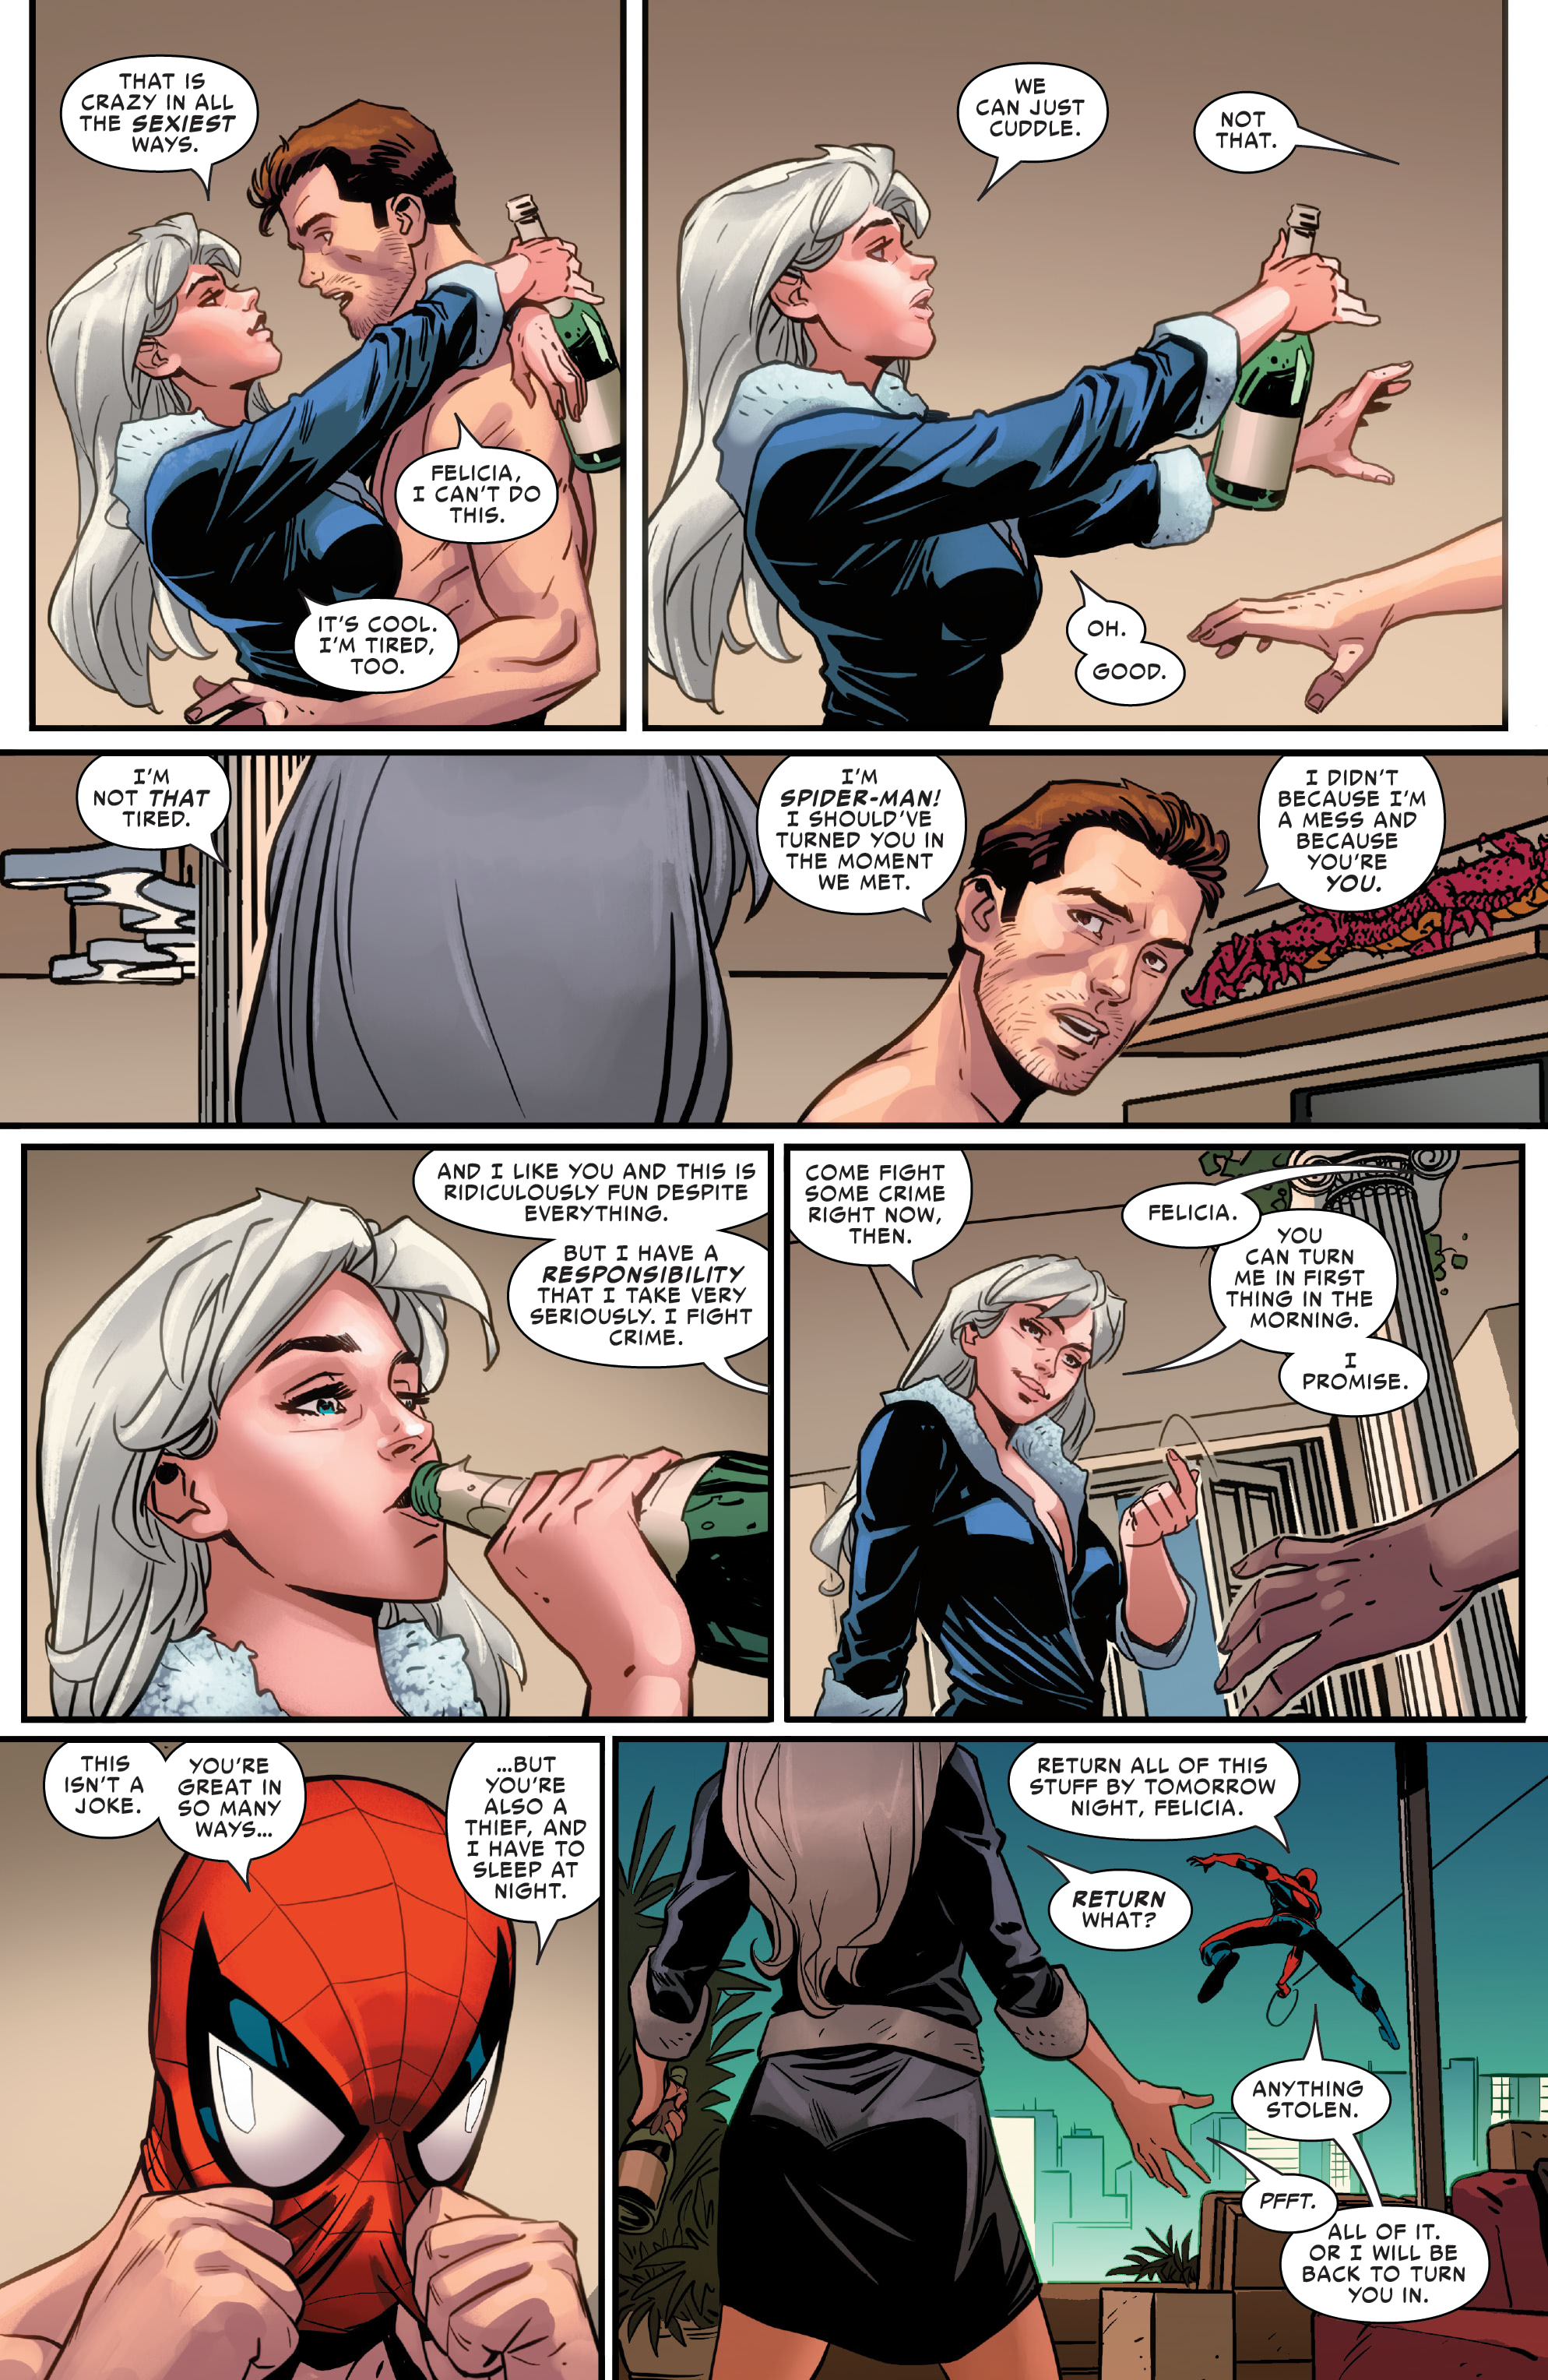 THAT IS
CRAZY IN ALL
THE SEXIEST
WAYS.
FELICIA,
I CAN'T DO
THIS.
IT'S COOL.
I'M TIRED,
TOO.
WE
CAN JUST
CUDDLE.
NOT
THAT.
OH.
GOOD.
I'M
NOT THAT
TIRED.
I'M
SPIDER-MAN!
I SHOULD'VE
TURNED YOU IN
THE MOMENT
WE MET.
I DIDN'T
BECAUSE I'M
A MESS AND
BECAUSE
YOU'RE
YOU.
AND I LIKE YOU AND THIS IS
RIDICULOUSLY FUN DESPITE
EVERYTHING.
BUT I HAVE A
RESPONSIBILITY
THAT I TAKE VERY
SERIOUSLY. I FIGHT
CRIME.
COME FIGHT
SOME CRIME
RIGHT NOW,
THEN.
FELICIA.
YOU
CAN TURN
ME IN FIRST
THING IN THE
MORNING.
I
PROMISE.
THIS
ISN'T A
JOKE.
YOU'RE
GREAT IN
SO MANY
WAYS...
...BUT
YOU'RE
ALSO A
THIEF, AND
I HAVE TO
SLEEP AT
NIGHT.
RETURN ALL OF THIS
STUFF BY TOMORROW
NIGHT, FELICIA.
RETURN
WHAT?
ANYTHING
STOLEN.
PFFT.
ALL OF IT.
OR I WILL BE
BACK TO TURN
YOU IN.